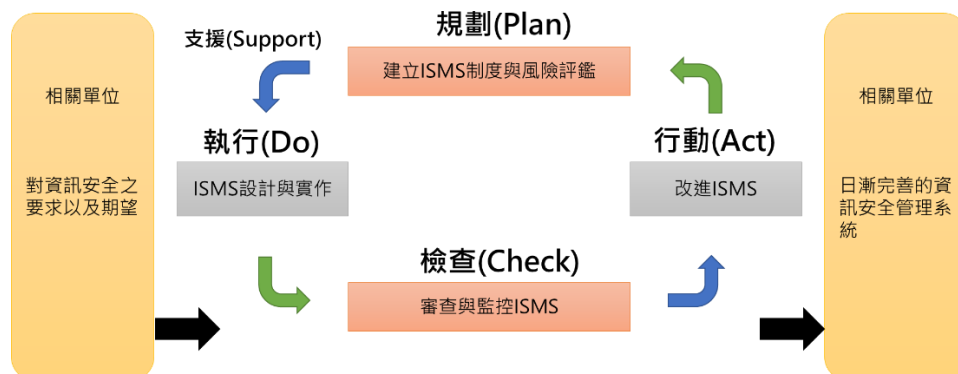 相關單位
對資訊安全之
要求以及期望
規劃(Plan)
支援(Support)
建立ISMS制度與風險評鑑
執行(Do)
ISMS設計與實作
行動(Act)
改進ISMS
檢查(Check)
審查與監控ISMS
相關單位
日漸完善的資
訊安全管理系
統